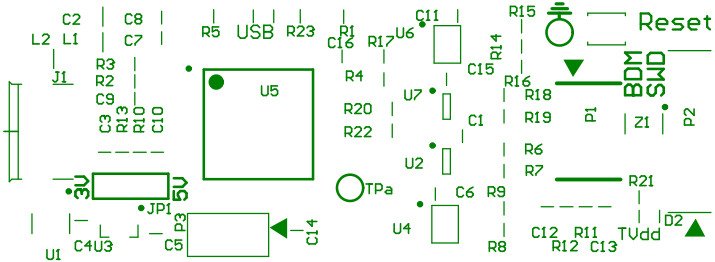 C2 C8 R5 USB R23 R1 U6 C11 R15 Reset
L2 L1 C7 C16 R17 R14
J1 R3 R2 C9 U5 R4 C15 R16 BDM SWD
C3 R13 R10 C10 R20 R22 U7 C1 R18 R19 P1 Z1 P2
U2 R6 R7
3V 5V JP1 P3 TPa C6 R9 R21
U1 C4 U3 C5 C14 U4 R8 C12 R12 R11 C13 TVdd D2